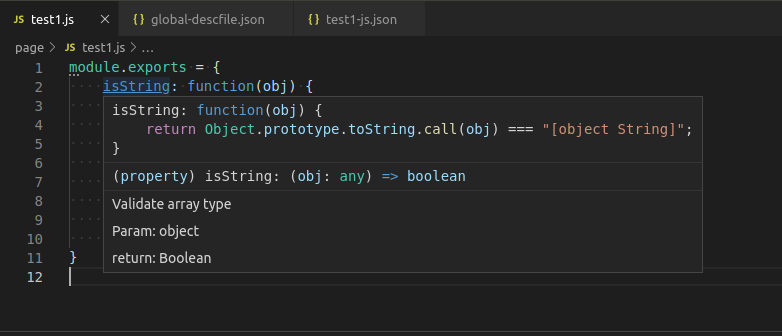 JS test1.js ×
{ } global-descfile.json
{ } test1-js.json
page > JS test1.js > ...
1 module.exports = {
2 isString: function(obj) {
3
4
5
6
7
8
9
10
11 }
12
isString: function(obj) {
return Object.prototype.toString.call(obj) === "[object String]";
}
(property) isString: (obj: any) => boolean
Validate array type
Param: object
return: Boolean